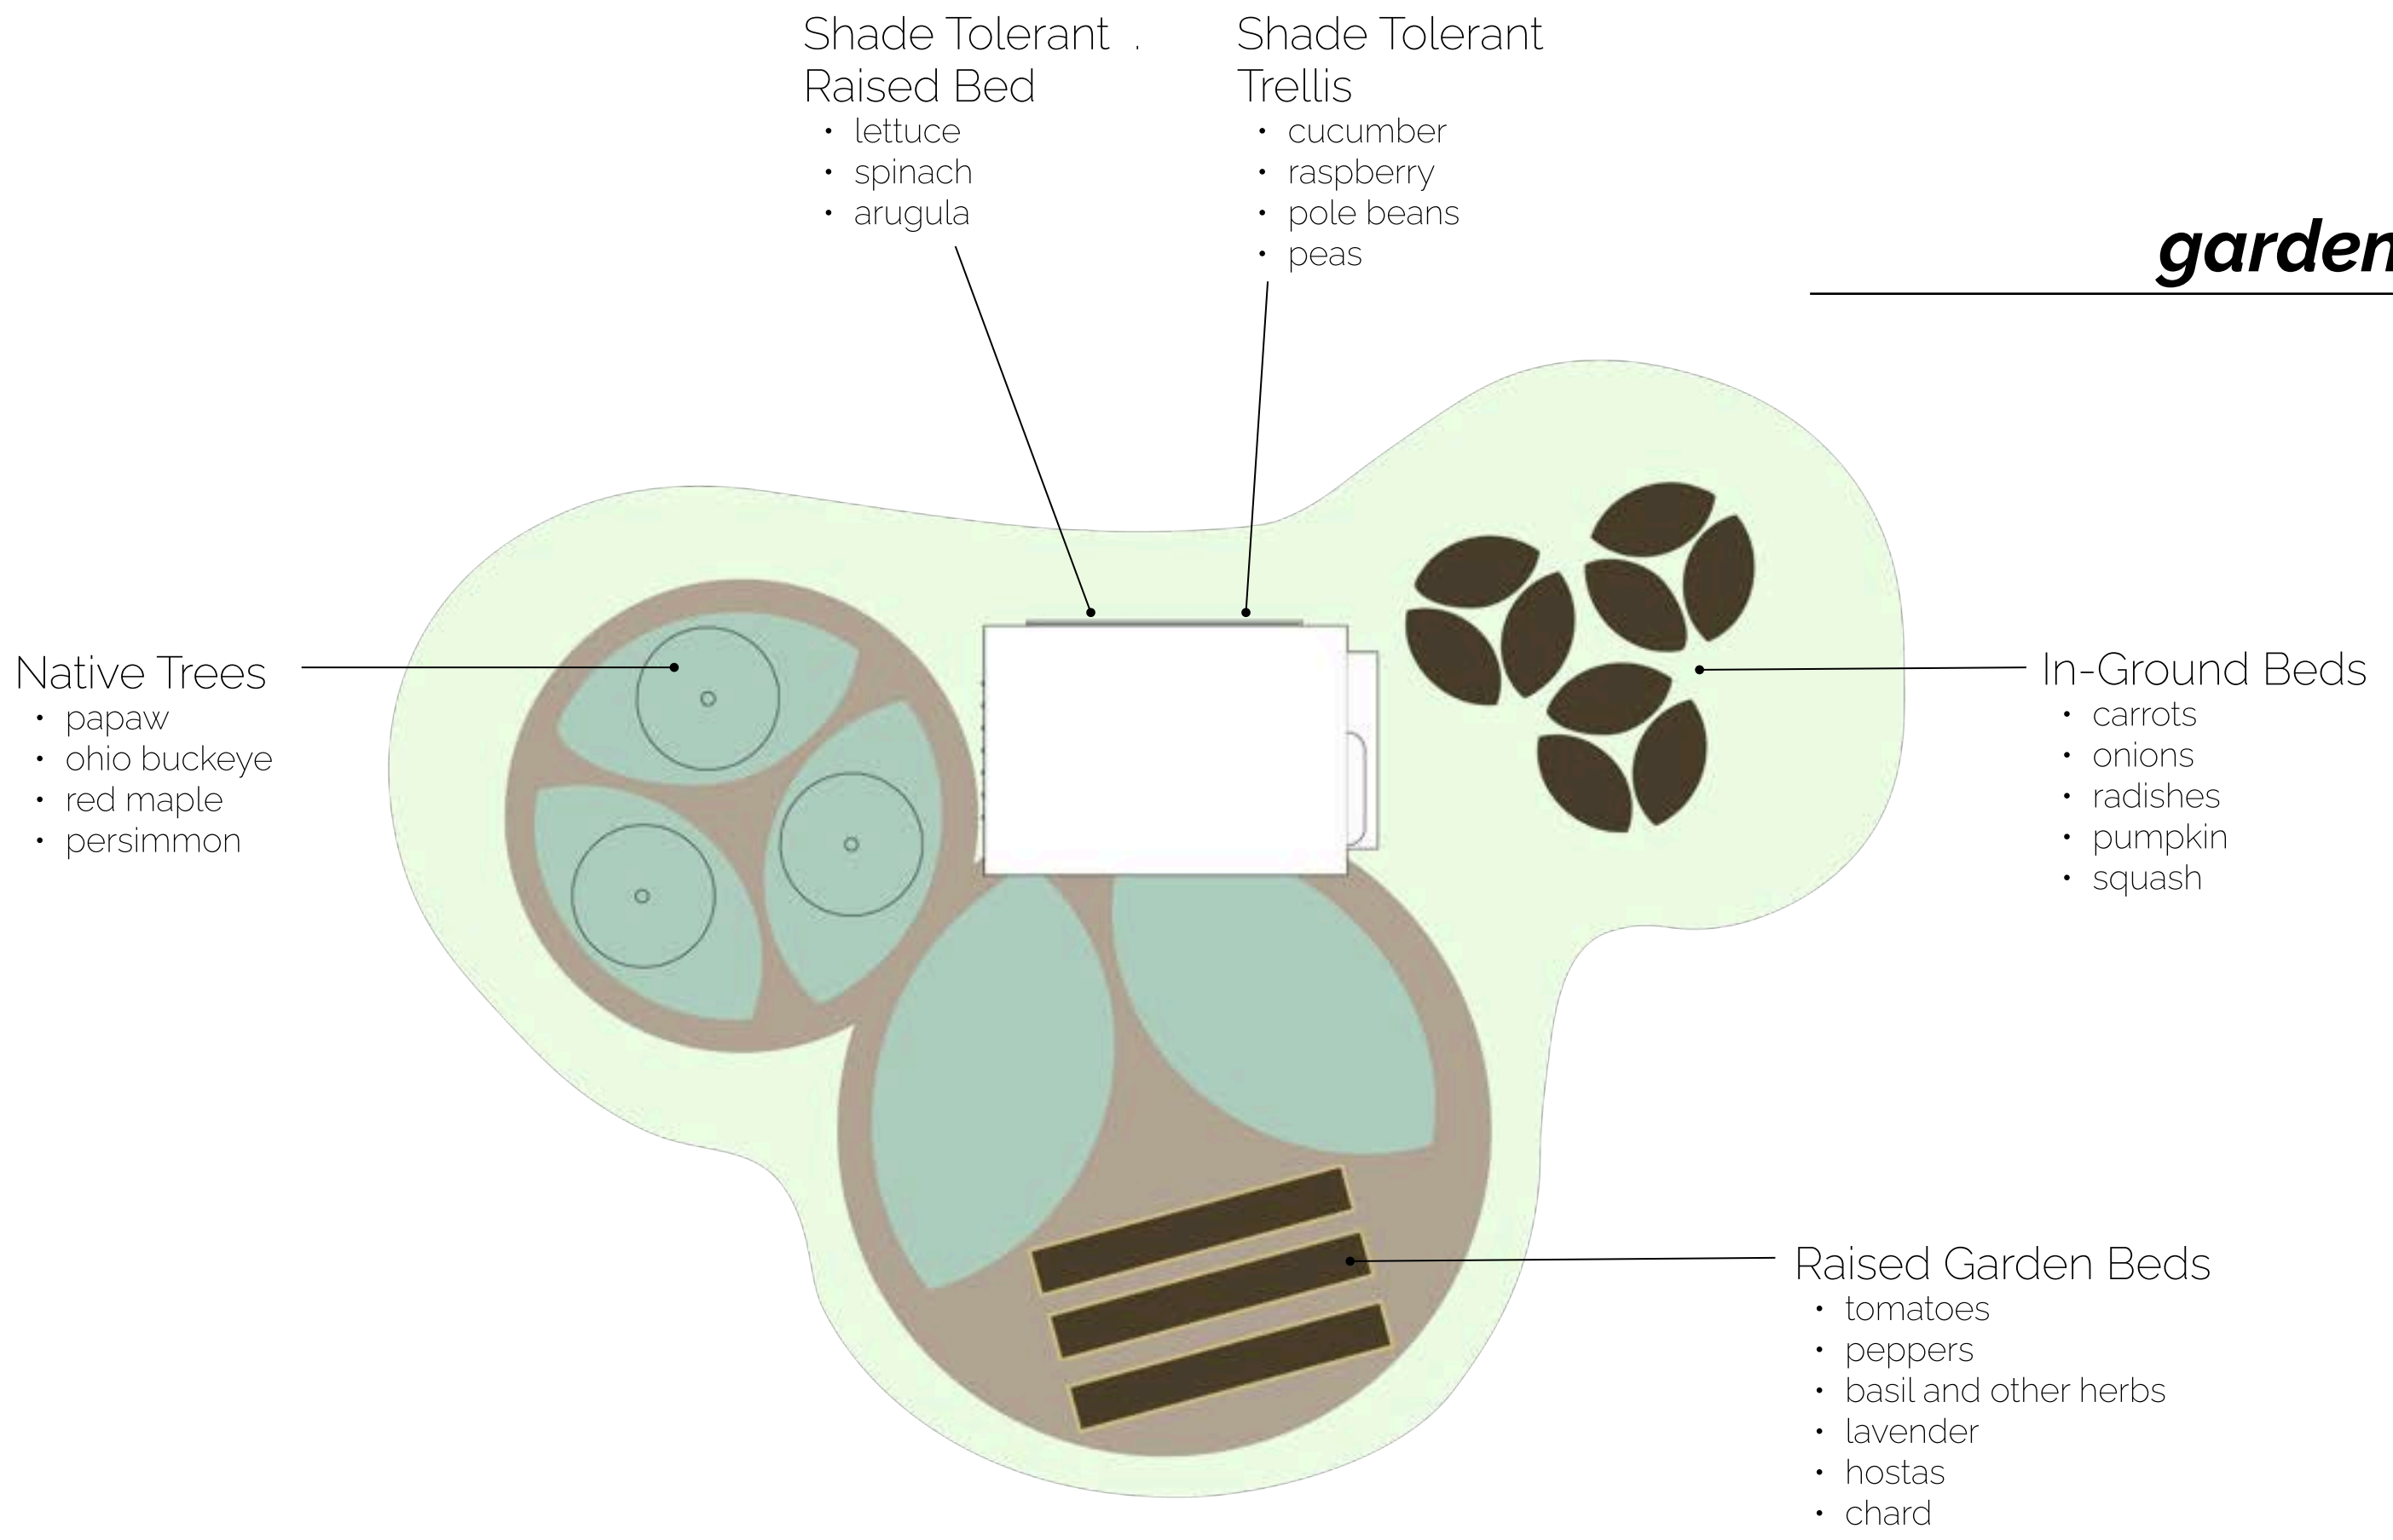 Shade Tolerant .
Raised Bed
• lettuce
• spinach
• arugula
Shade Tolerant
Trellis
• cucumber
• raspberry
• pole beans
• peas
garden
Native Trees
• papaw
• ohio buckeye
• red maple
• persimmon
In-Ground Beds
• carrots
• onions
• radishes
• pumpkin
• squash
Raised Garden Beds
• tomatoes
• peppers
• basil and other herbs
• lavender
• hostas
• chard